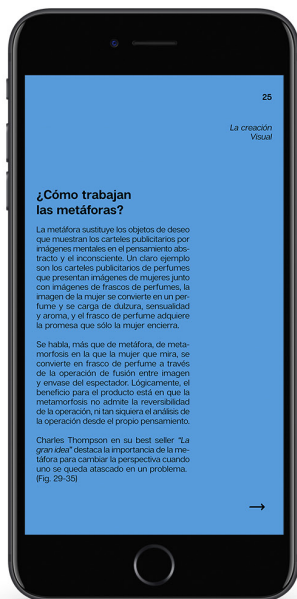 25
La creación
Visual
¿Cómo trabajan
las metáforas?
La metáfora sustituye los objetos de deseo
que muestran los carteles publicitarios por
imágenes mentales en el pensamiento abs-
tracto y el inconsciente. Un claro ejemplo
son los carteles publicitarios de perfumes
que presentan imágenes de mujeres junto
con imágenes de frascos de perfumes, la
imagen de la mujer se convierte en un per-
fume y se carga de dulzura, sensualidad
y aroma, y el frasco de perfume adquiere
la promesa que sólo la mujer encierra.
Se habla, más que de metáfora, de meta-
morfosis en la que la mujer que mira, se
convierte en frasco de perfume a través
de la operación de fusión entre imagen
y envase del espectador. Lógicamente, el
beneficio para el producto está en que la
metamorfosis no admite la reversibilidad
de la operación, ni tan siquiera el análisis de
la operación desde el propio pensamiento.
Charles Thompson en su best seller "La
gran idea" destaca la importancia de la me-
táfora para cambiar la perspectiva cuando
uno se queda atascado en un problema.
(Fig. 29-35)